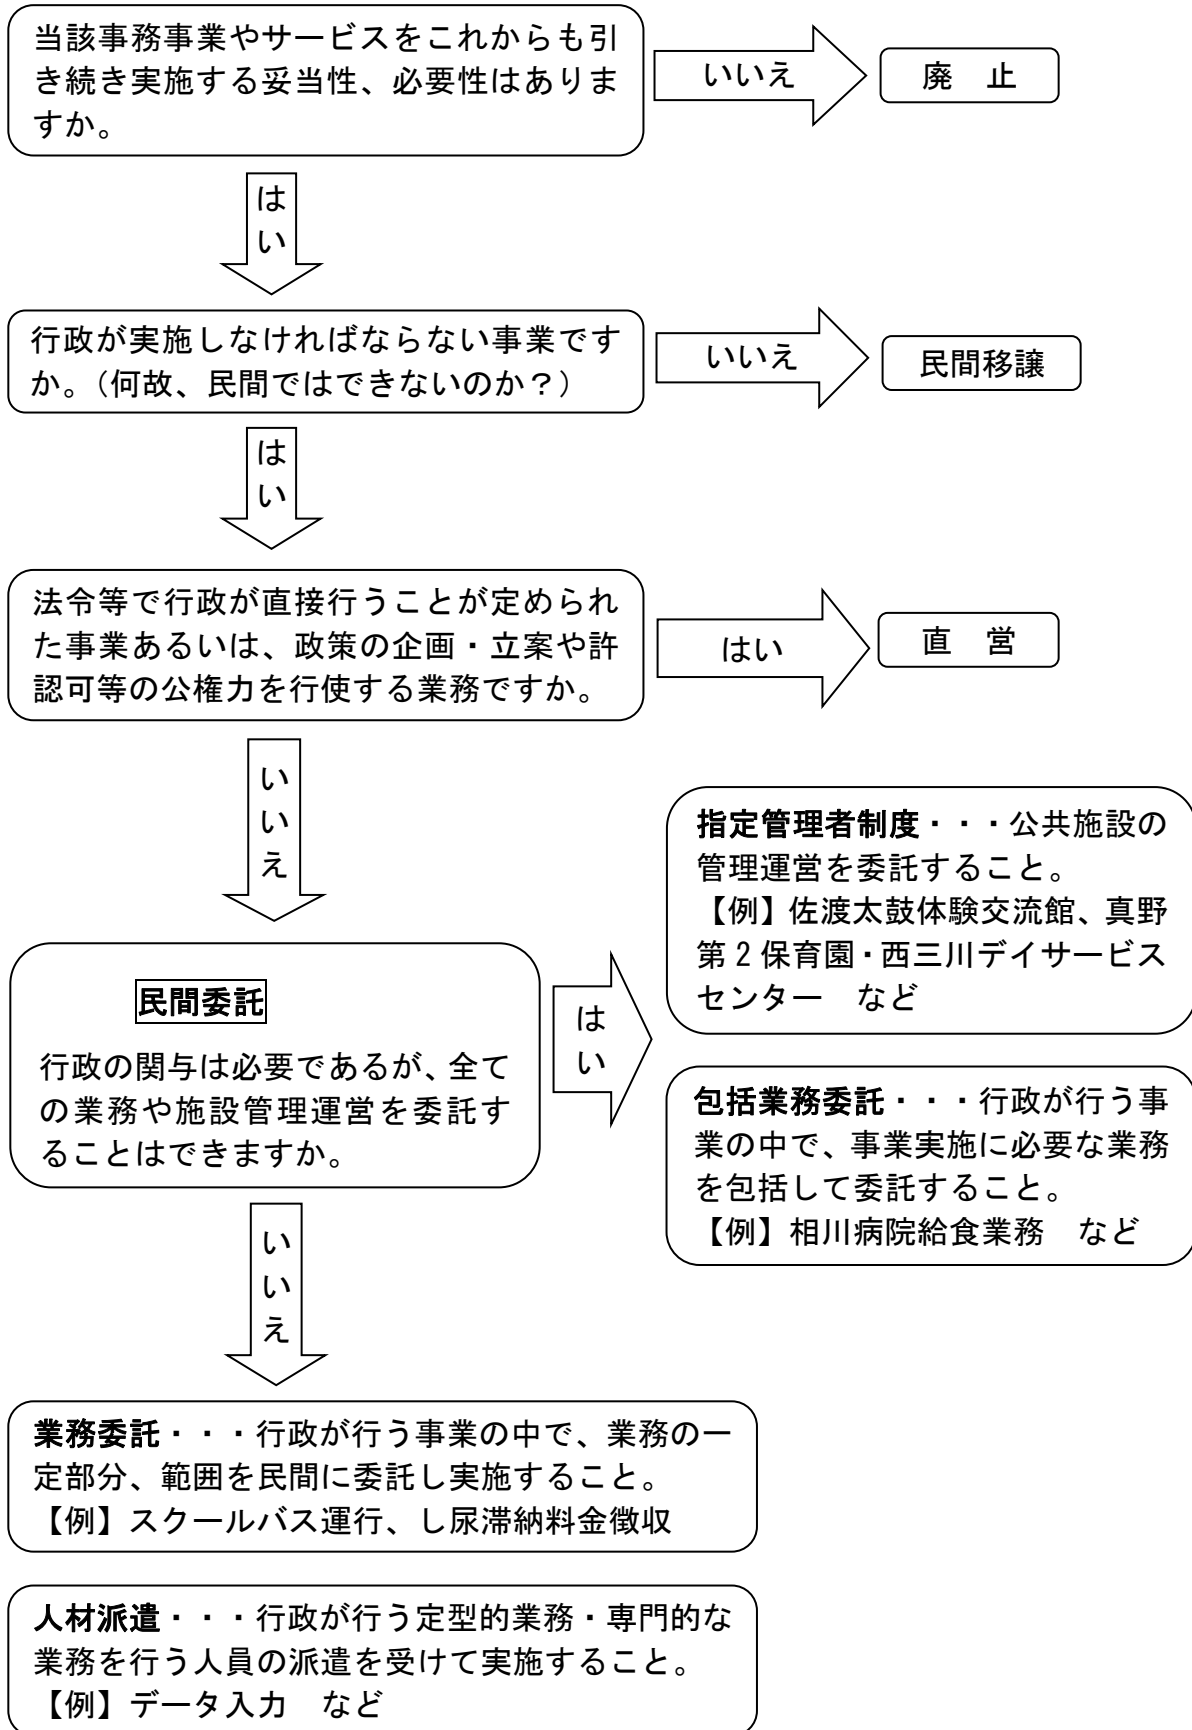 当該事務事業やサービスをこれからも引
き続き実施する妥当性、必要性はありま
すか。
いいえ
廃　止
はい
行政が実施しなければならない事業です
か。（何故、民間ではできないのか？）
いいえ
民間移譲
はい
法令等で行政が直接行うことが定められ
た事業あるいは、政策の企画・立案や許
認可等の公権力を行使する業務ですか。
はい
直　営
いいえ
民間委託
行政の関与は必要であるが、全て
の業務や施設管理運営を委託す
ることはできますか。
はい
指定管理者制度・・・公共施設の
管理運営を委託すること。
【例】佐渡太鼓体験交流館、真野
第２保育園・西三川デイサービス
センター　など
包括業務委託・・・行政が行う事
業の中で、事業実施に必要な業務
を包括して委託すること。
【例】相川病院給食業務　など
いいえ
業務委託・・・行政が行う事業の中で、業務の一
定部分、範囲を民間に委託し実施すること。
【例】スクールバス運行、し尿滞納料金徴収
人材派遣・・・行政が行う定型的業務・専門的な
業務を行う人員の派遣を受けて実施すること。
【例】データ入力　など